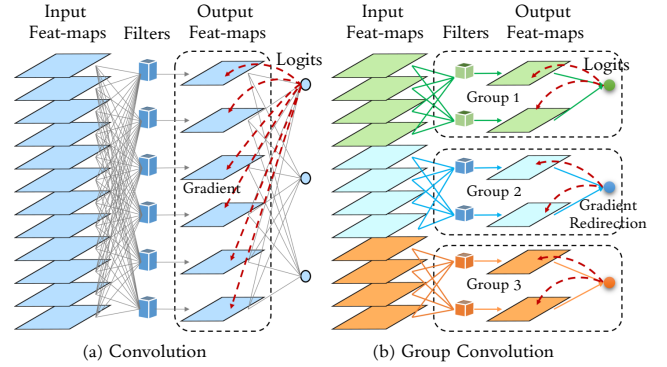 Input
Feat-maps
Filters
Output
Feat-maps
Logits
Gradient
(a) Convolution
Input
Feat-maps
Filters
Output
Feat-maps
Logits
Group 1
Group 2
Gradient
Redirection
Group 3
(b) Group Convolution